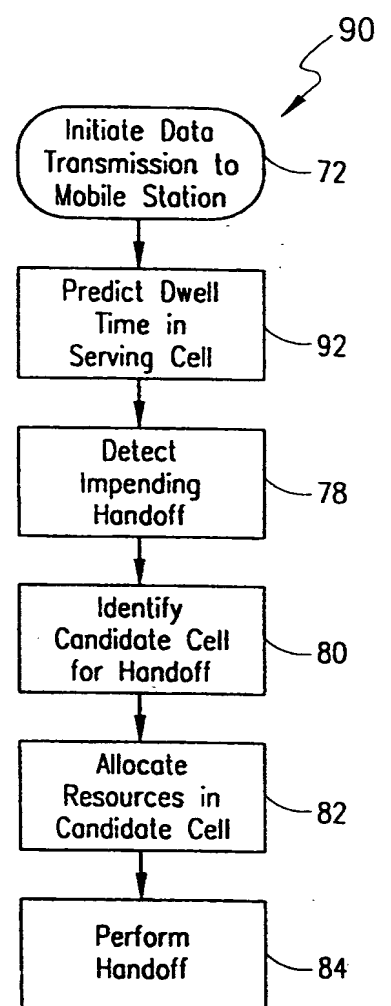 90
Initiate Data
Transmission to
Mobile Station
72
Predict Dwell
Time in
Serving Cell
92
Detect
Impending
Handoff
78
Identify
Candidate Cell
for Handoff
80
Allocate
Resources in
Candidate Cell
82
Perform
Handoff
84